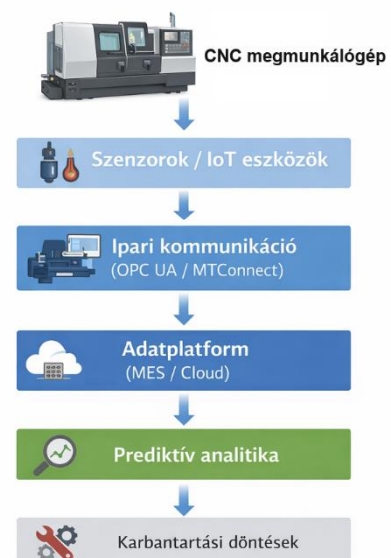 CNC megmunkálógép
Szenzorok / IoT eszközök
Ipari kommunikáció
(OPC UA / MTConnect)
Adatplatform
(MES / Cloud)
Prediktív analitika
Karbantartási döntések